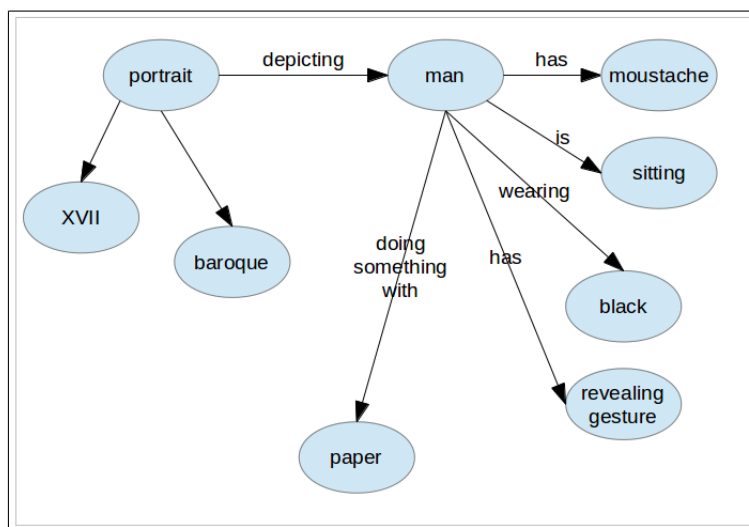 portrait
depicting
man
has
moustache
is
sitting
wearing
XVII
baroque
doing
something
with
has
black
revealing
gesture
paper